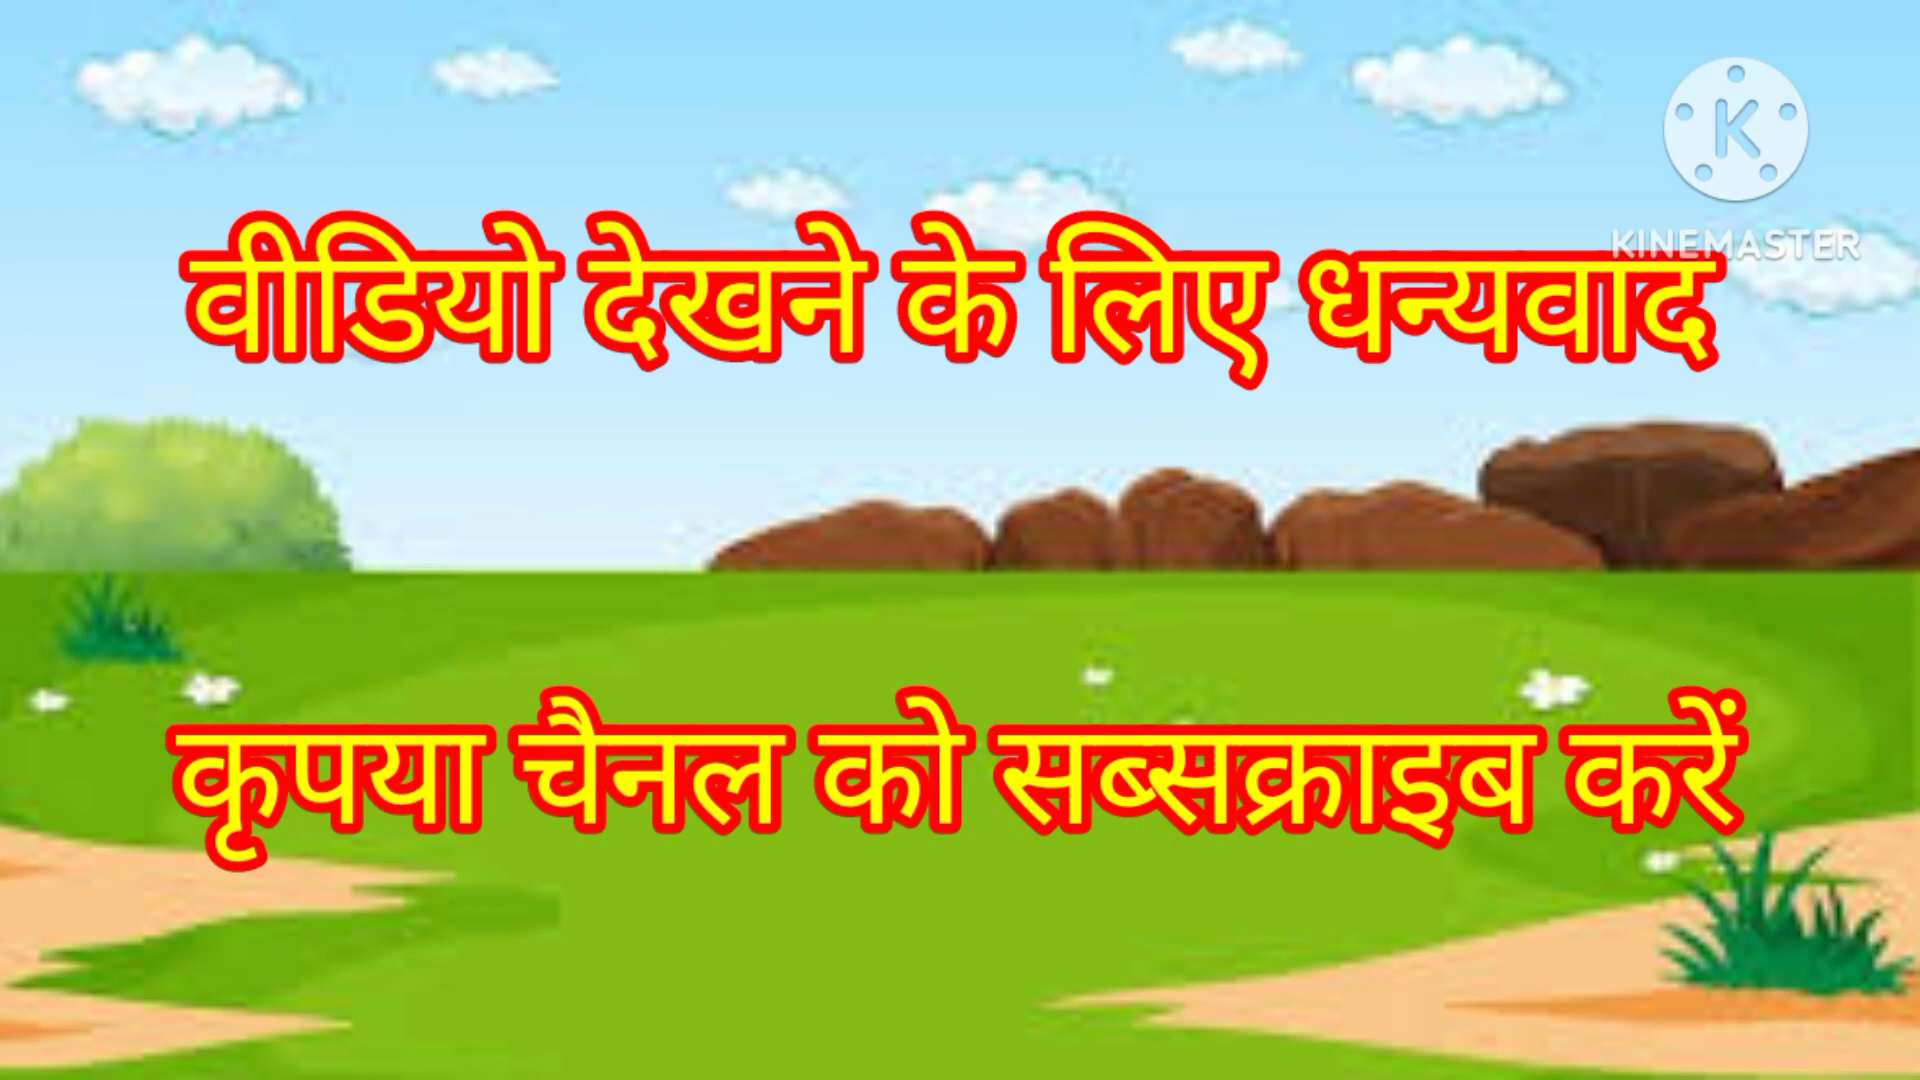 K
KINEMASTER
वीडियो देखने के लिए धन्यवाद
कृपया चैनल को सब्सक्राइब करें